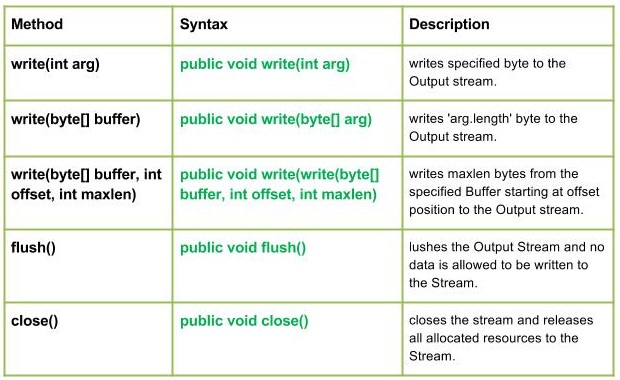 Method Syntax Description
write(int arg) public void write(int arg) writes specified byte to the
Output stream.
write(byte[] buffer) public void write(byte[] arg) writes 'arg.length' byte to the
Output stream.
write(byte[] buffer, int
offset, int maxlen)
public void write(write(byte[]
buffer, int offset, int maxlen)
writes maxlen bytes from the
specified Buffer starting at offset
position to the Output stream.
flush() public void flush() lushes the Output Stream and no
data is allowed to be written to
the Stream.
close() public void close() closes the stream and releases
all allocated resources to the
Stream.